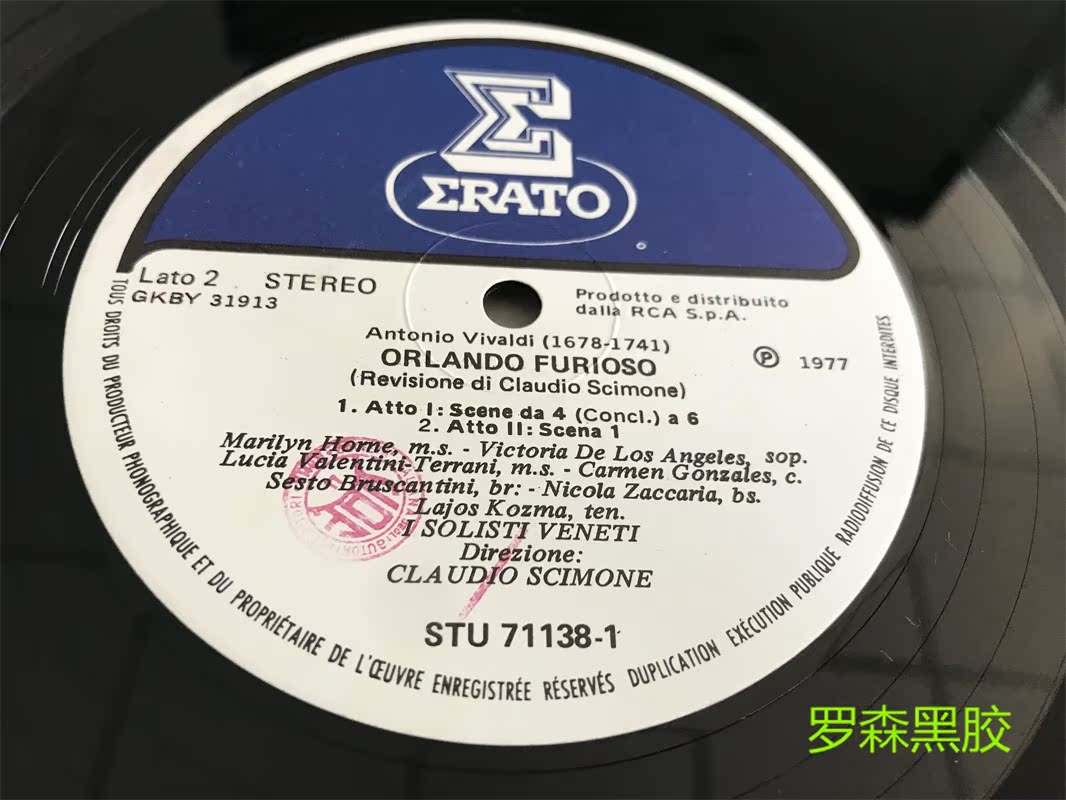 ΣRATO
Lato 2 STEREO
GKBY 31913
Prodotto e distribuito
dalla RCA S.p.A.
Antonio Vivaldi (1678-1741)
ORLANDO FURIOSO
(Revisione di Claudio Scimone)
℗ 1977
1. Atto I: Scene da 4 (Concl.) a 6
2. Atto II: Scena 1
Marilyn Horne, m.s. - Victoria De Los Angeles, sop.
Lucia Valentini-Terrani, m.s. - Carmen Gonzales, c.
Sesto Bruscantini, br: - Nicola Zaccaria, bs.
Lajos Kozma, ten.
I SOLISTI VENETI
Direzione:
CLAUDIO SCIMONE
STU 71138-1
TOUS DROITS DU PRODUCTEUR PHONOGRAPHIQUE ET DU PROPRIÉTAIRE DE L'ŒUVRE ENREGISTRÉE RÉSERVÉS DUPLICATION EXÉCUTION PUBLIQUE RADIODIFFUSION DE CE DISQUE INTERDITES
罗森黑胶